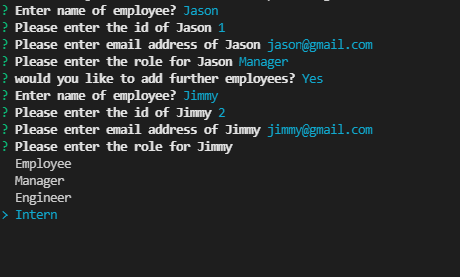 ? Enter name of employee? Jason
? Please enter the id of Jason 1
? Please enter email address of Jason jason@gmail.com
? Please enter the role for Jason Manager
? would you like to add further employees? Yes
? Enter name of employee? Jimmy
? Please enter the id of Jimmy 2
? Please enter email address of Jimmy jimmy@gmail.com
? Please enter the role for Jimmy
Employee
Manager
Engineer
> Intern